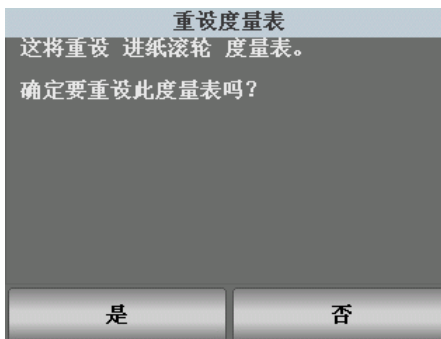 重设度量表
这将重设 进纸滚轮 度量表。
确定要重设此度量表吗?
是
否